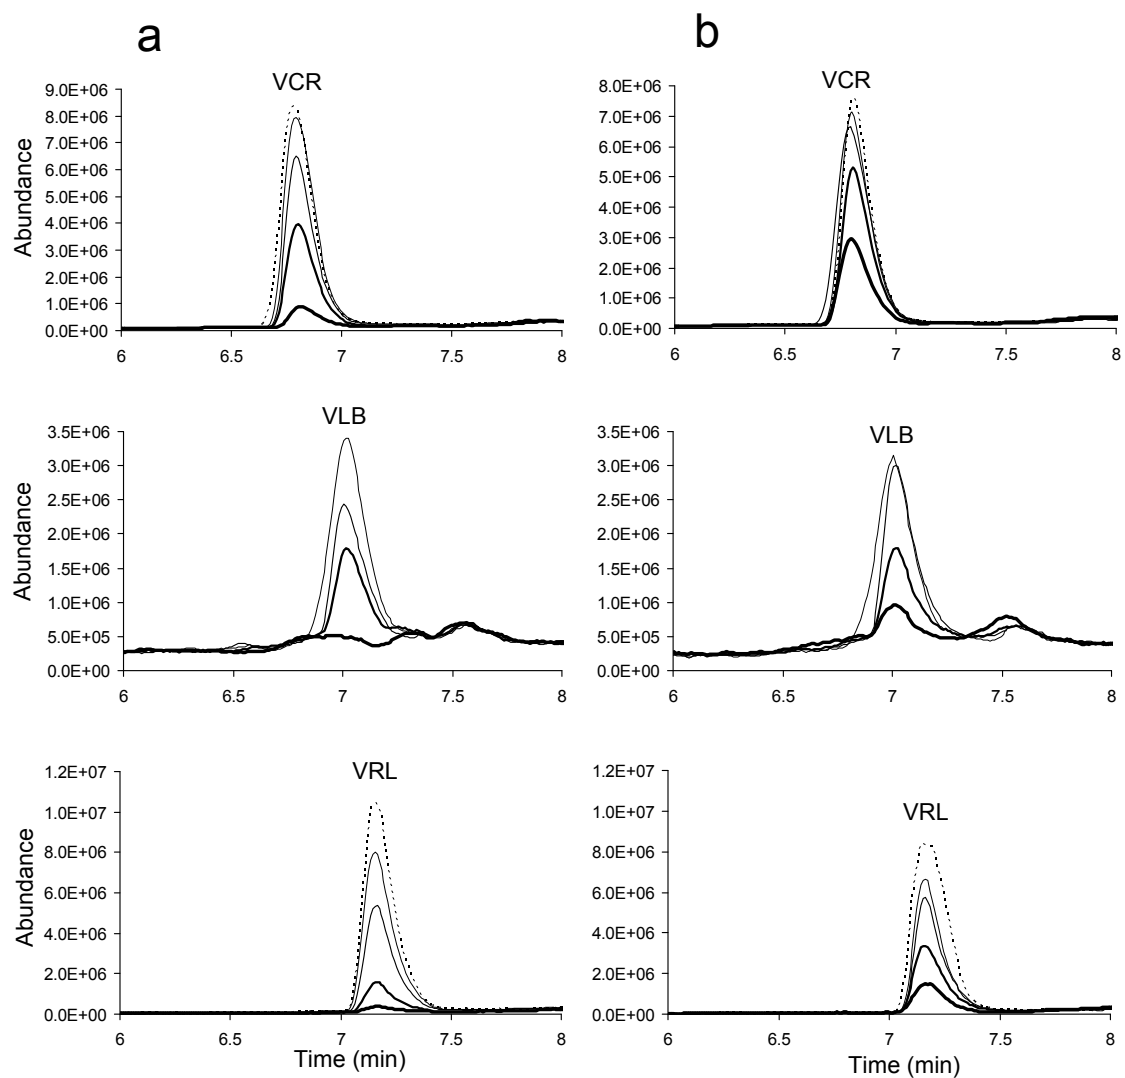 a
b
VCR
VCR
Abundance
9.0E+06
8.0E+06
7.0E+06
6.0E+06
5.0E+06
4.0E+06
3.0E+06
2.0E+06
1.0E+06
0.0E+00
6 6.5 7 7.5 8
8.0E+06
7.0E+06
6.0E+06
5.0E+06
4.0E+06
3.0E+06
2.0E+06
1.0E+06
0.0E+00
6 6.5 7 7.5 8
VLB
VLB
Abundance
3.5E+06
3.0E+06
2.5E+06
2.0E+06
1.5E+06
1.0E+06
5.0E+05
0.0E+00
6 6.5 7 7.5 8
3.5E+06
3.0E+06
2.5E+06
2.0E+06
1.5E+06
1.0E+06
5.0E+05
0.0E+00
6 6.5 7 7.5 8
VRL
VRL
Abundance
1.2E+07
1.0E+07
8.0E+06
6.0E+06
4.0E+06
2.0E+06
0.0E+00
6 6.5 7 7.5 8
Time (min)
1.2E+07
1.0E+07
8.0E+06
6.0E+06
4.0E+06
2.0E+06
0.0E+00
6 6.5 7 7.5 8
Time (min)